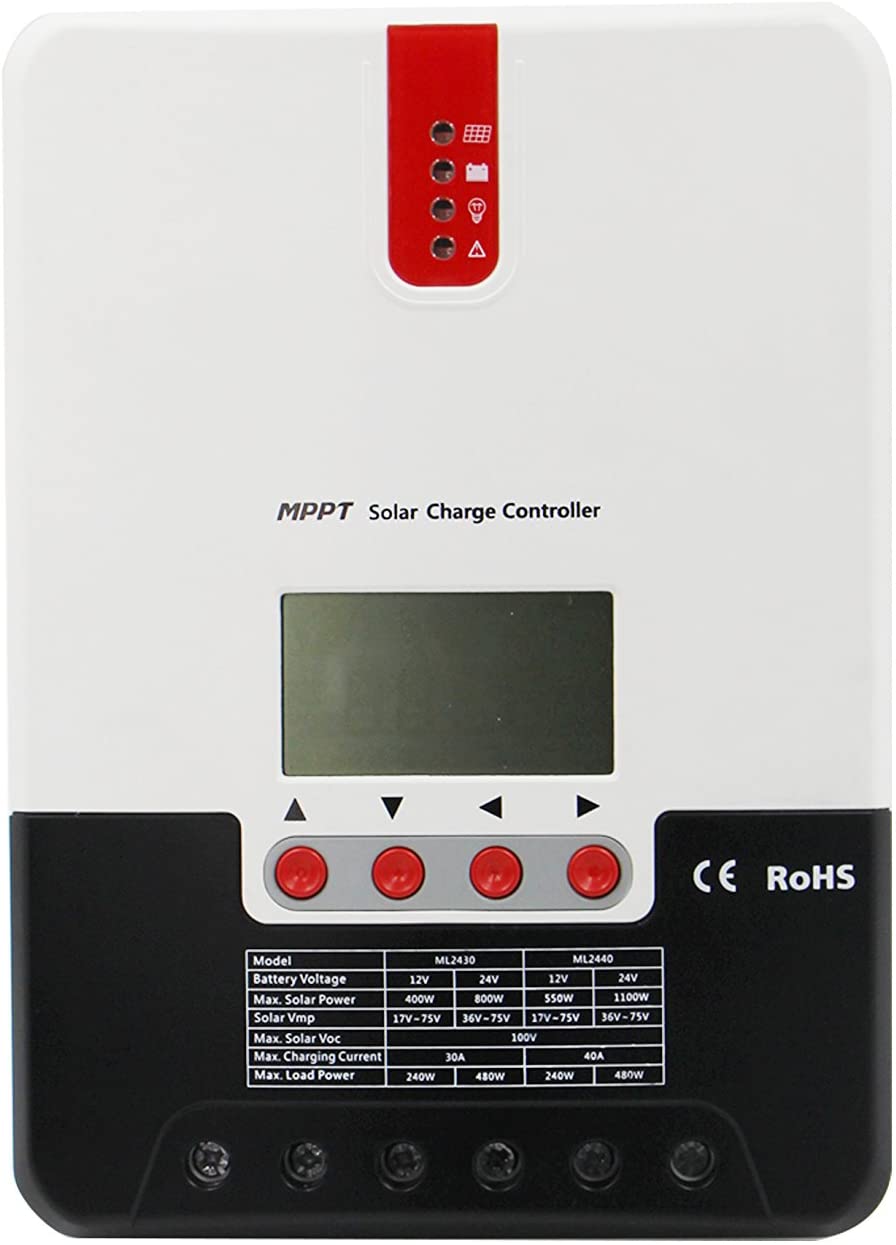 MPPT Solar Charge Controller
CE RoHS
Model ML2430 ML2440
Battery Voltage 12V 24V 12V 24V
Max. Solar Power 400W 800W 550W 1100W
Solar Vmp 17V~75V 36V~75V 17V~75V 36V~75V
Max. Solar Voc 100V
Max. Charging Current 30A 40A
Max. Load Power 240W 480W 240W 480W